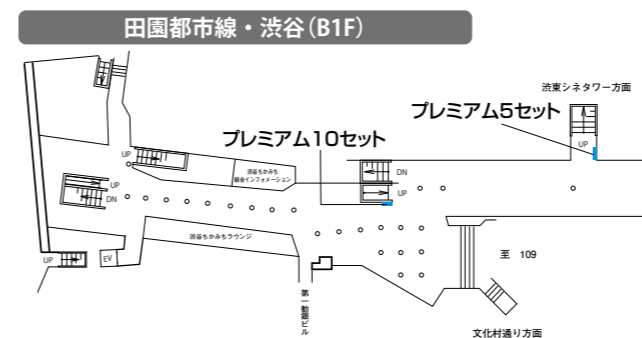 田園都市線・渋谷(B1F)
渋東シネタワー方面
プレミアム5セット
プレミアム10セット
UP
UP
渋谷ちかみち
総合インフォメーション
DN
UP
UP
DN
渋谷ちかみちラウンジ
UP
EV
至 109
第一勧銀ビル
文化村通り方面